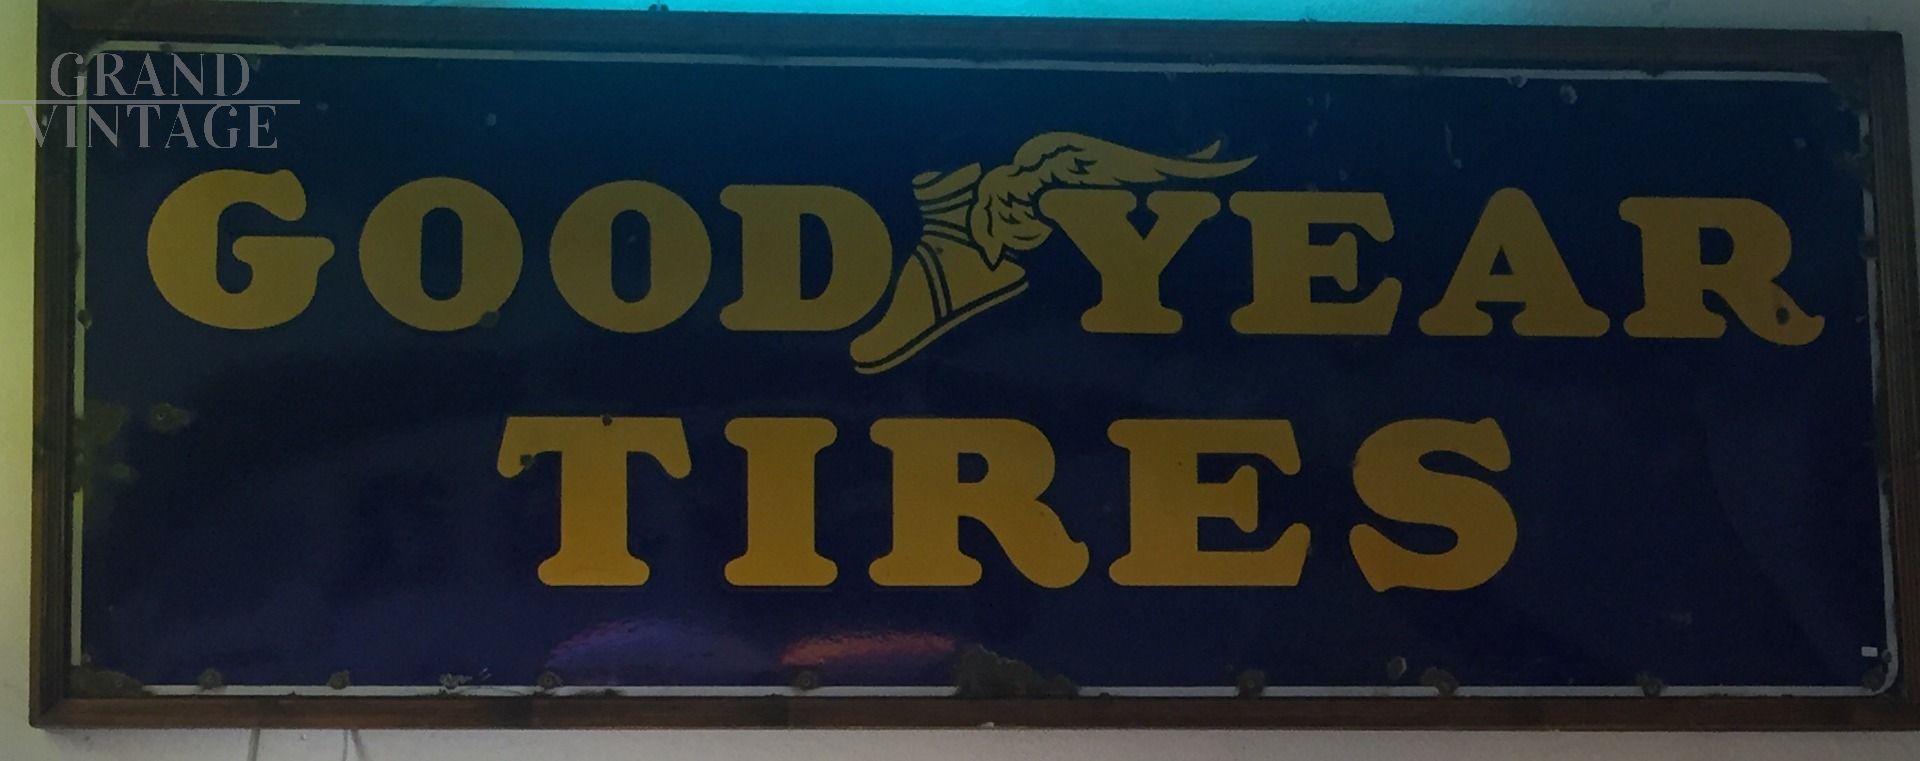 GRAND
VINTAGE
GOOD YEAR
TIRES